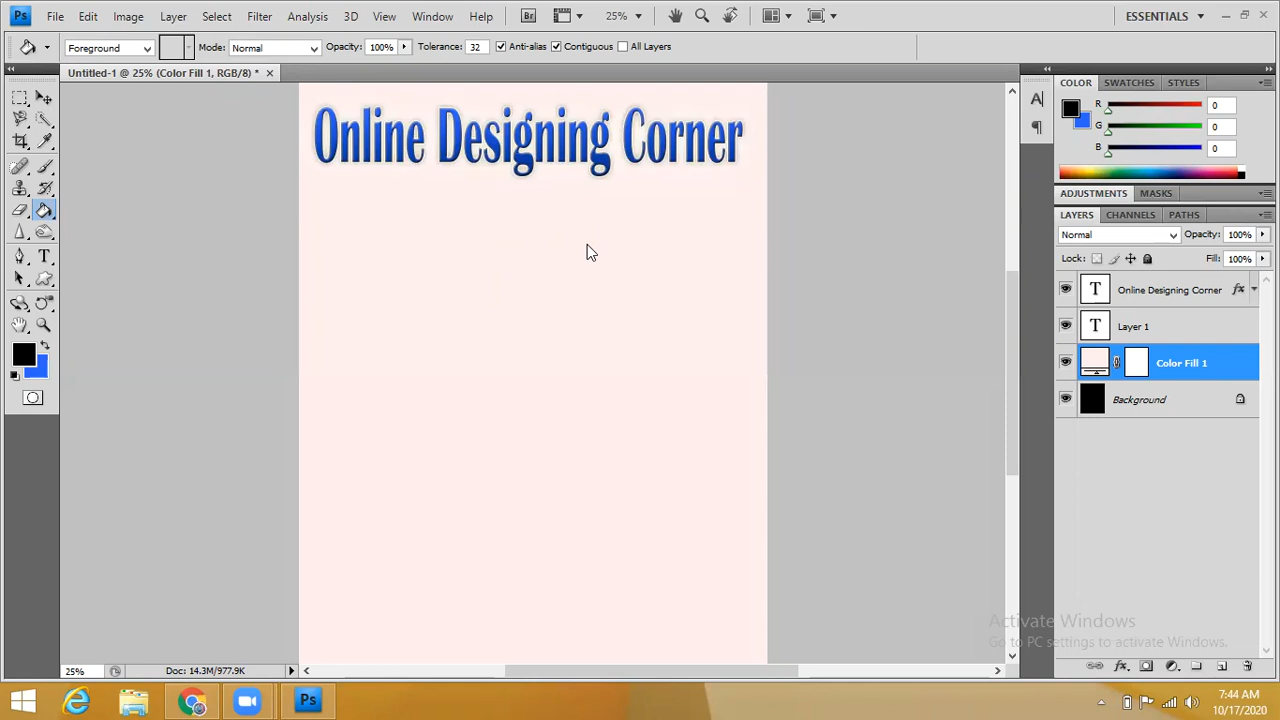 Ps File Edit Image Layer Select Filter Analysis 3D View Window Help Br 25% ESSENTIALS
Foreground Mode: Normal Opacity: 100% Tolerance: 32 Anti-alias Contiguous All Layers
Untitled-1 @ 25% (Color Fill 1, RGB/8) *
Online Designing Corner
COLOR SWATCHES STYLES
R 0
G 0
B 0
ADJUSTMENTS MASKS
LAYERS CHANNELS PATHS
Normal Opacity: 100%
Lock: Fill: 100%
T Online Designing Corner fx
T Layer 1
Color Fill 1
Background
Activate Windows
Go to PC settings to activate Windows.
25% Doc: 14.3M/977.9K
Ps
7:44 AM
10/17/2020